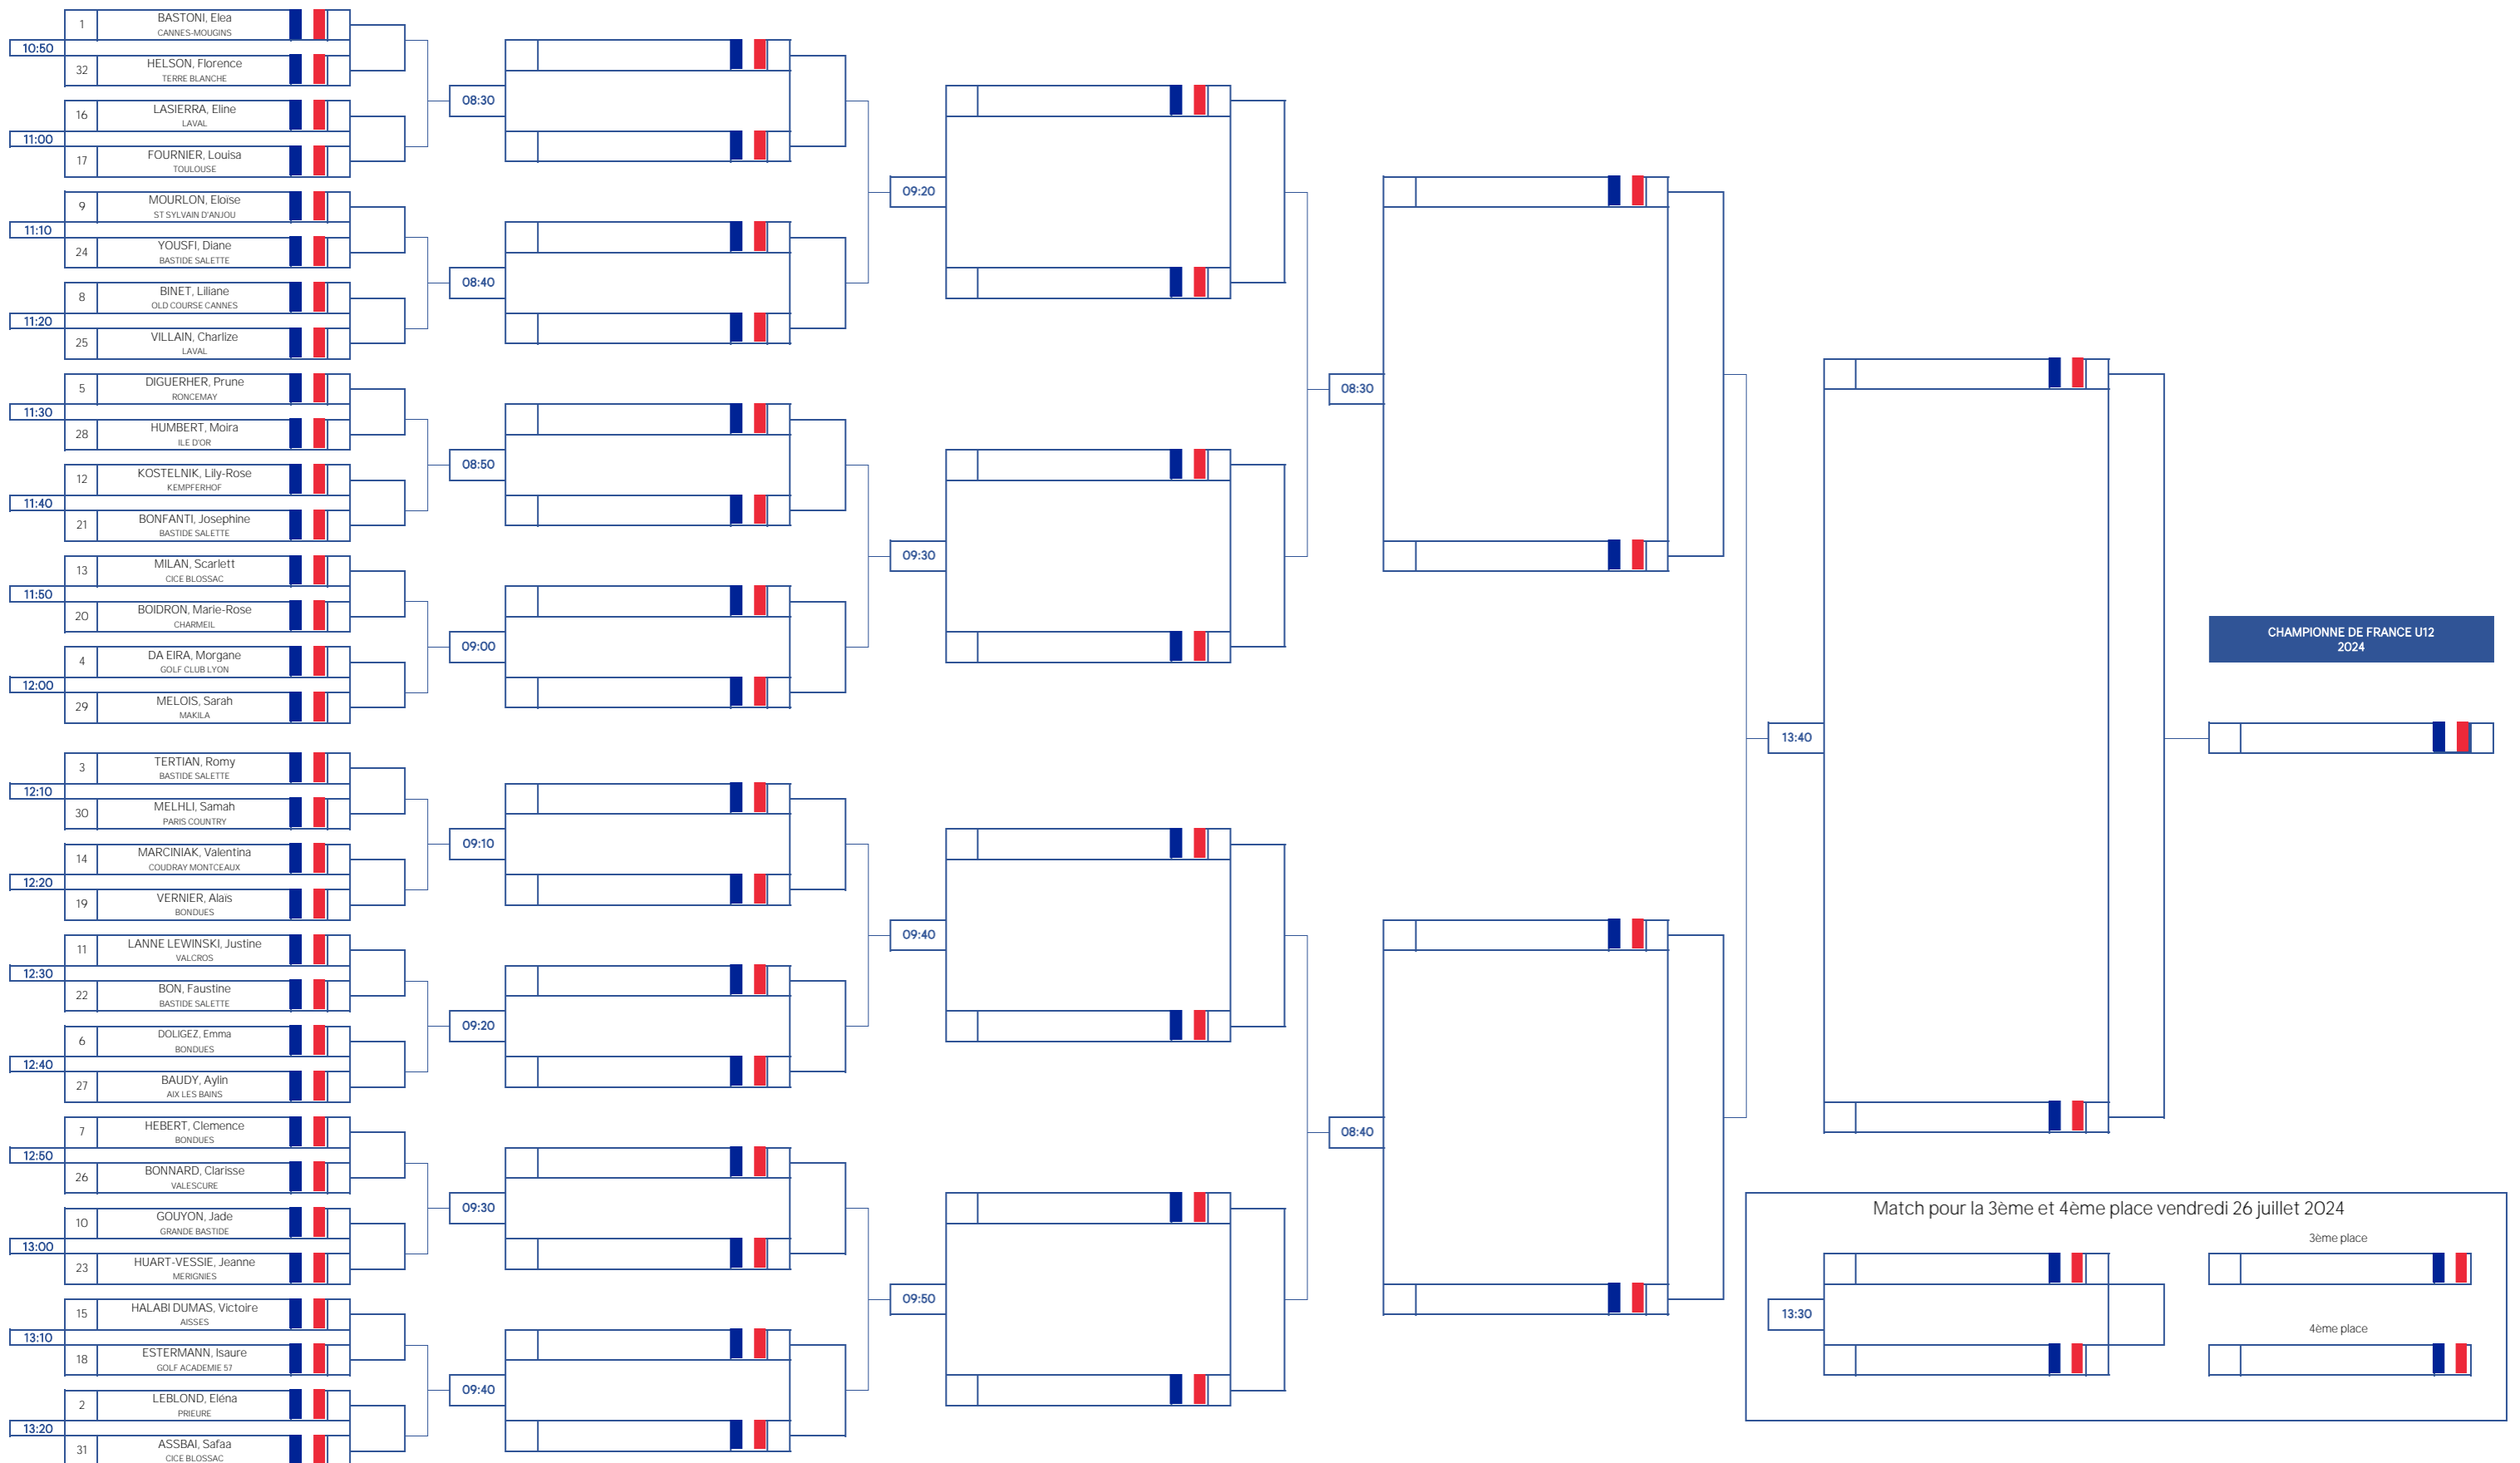 1
BASTONI, Elea
CANNES-MOUGINS
10:50
32
HELSON, Florence
TERRE BLANCHE
16
LASIERRA, Eline
LAVAL
11:00
17
FOURNIER, Louisa
TOULOUSE
9
MOURLON, Eloïse
ST SYLVAIN D'ANJOU
11:10
24
YOUSFI, Diane
BASTIDE SALETTE
8
BINET, Liliane
OLD COURSE CANNES
11:20
25
VILLAIN, Charlize
LAVAL
5
DIGUERHER, Prune
RONCEMAY
11:30
28
HUMBERT, Moira
ILE D'OR
12
KOSTELNIK, Lily-Rose
KEMPFERHOF
11:40
21
BONFANTI, Josephine
BASTIDE SALETTE
13
MILAN, Scarlett
CICE BLOSSAC
11:50
20
BOIDRON, Marie-Rose
CHARMEIL
4
DA EIRA, Morgane
GOLF CLUB LYON
12:00
29
MELOIS, Sarah
MAKILA
3
TERTIAN, Romy
BASTIDE SALETTE
12:10
30
MELHLI, Samah
PARIS COUNTRY
14
MARCINIAK, Valentina
COUDRAY MONTCEAUX
12:20
19
VERNIER, Alaïs
BONDUES
11
LANNE LEWINSKI, Justine
VALCROS
12:30
22
BON, Faustine
BASTIDE SALETTE
6
DOLIGEZ, Emma
BONDUES
12:40
27
BAUDY, Aylin
AIX LES BAINS
7
HEBERT, Clemence
BONDUES
12:50
26
BONNARD, Clarisse
VALESCURE
10
GOUYON, Jade
GRANDE BASTIDE
13:00
23
HUART-VESSIE, Jeanne
MERIGNIES
15
HALABI DUMAS, Victoire
AISSES
13:10
18
ESTERMANN, Isaure
GOLF ACADEMIE 57
2
LEBLOND, Eléna
PRIEURE
13:20
31
ASSBAI, Safaa
CICE BLOSSAC
08:30
08:40
08:50
09:00
09:10
09:20
09:30
09:40
09:20
09:30
09:40
09:50
08:30
08:40
13:40
CHAMPIONNE DE FRANCE U12
2024
Match pour la 3ème et 4ème place vendredi 26 juillet 2024
3ème place
13:30
4ème place